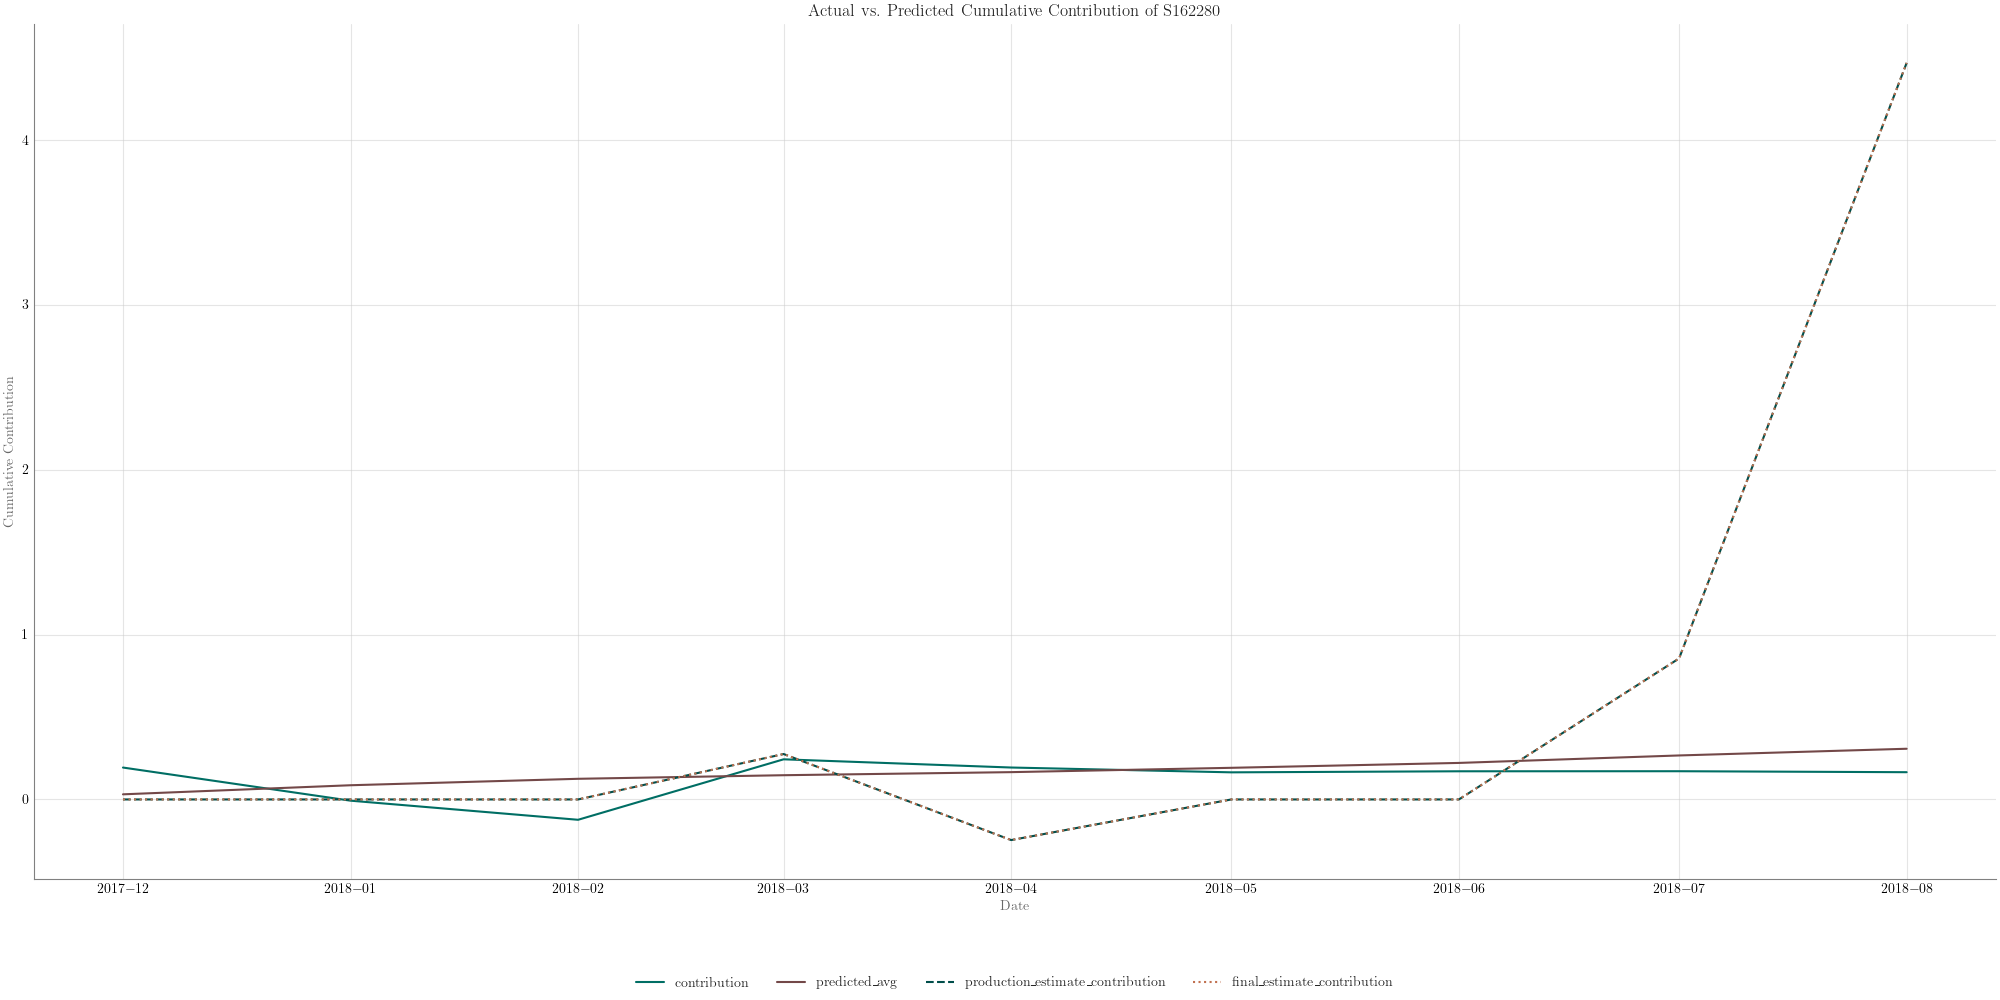 Actual vs. Predicted Cumulative Contribution of S162280
Cumulative Contribution
4
3
2
1
0
2017-12 2018-01 2018-02 2018-03 2018-04 2018-05 2018-06 2018-07 2018-08
Date
contribution predicted_avg production_estimate_contribution final_estimate_contribution